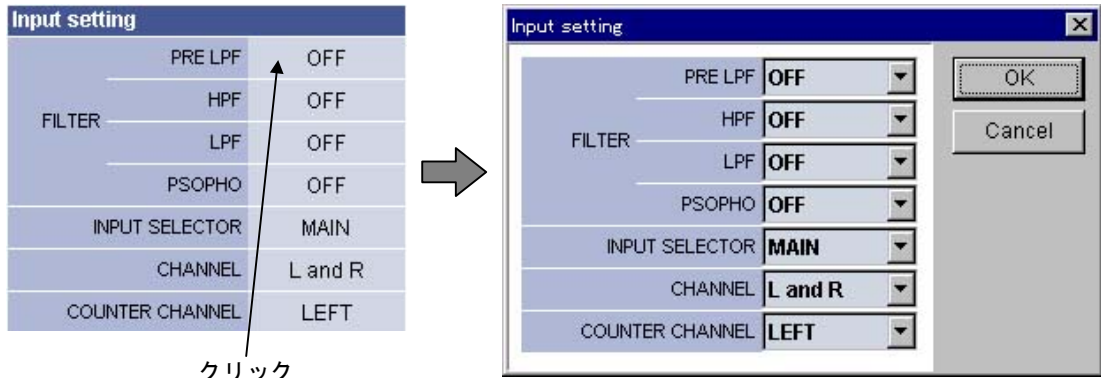 Input setting
PRE LPF OFF
HPF OFF
FILTER
LPF OFF
PSOPHO OFF
INPUT SELECTOR MAIN
CHANNEL L and R
COUNTER CHANNEL LEFT
クリック
Input setting
PRE LPF OFF
HPF OFF
FILTER
LPF OFF
PSOPHO OFF
INPUT SELECTOR MAIN
CHANNEL L and R
COUNTER CHANNEL LEFT
OK
Cancel